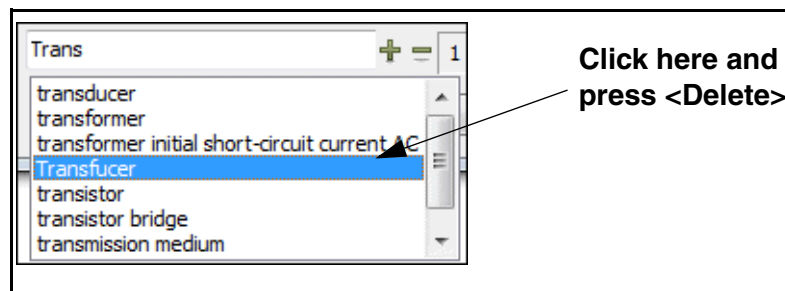 Trans 1
Click here and
press <Delete>
transducer
transformer
transformer initial short-circuit current AC
Transfucer
transistor
transistor bridge
transmission medium